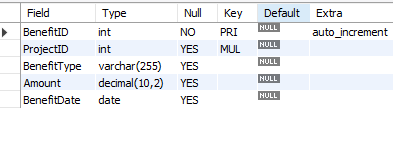 Field Type Null Key Default Extra
BenefitID int NO PRI NULL auto_increment
ProjectID int YES MUL NULL
BenefitType varchar(255) YES NULL
Amount decimal(10,2) YES NULL
BenefitDate date YES NULL